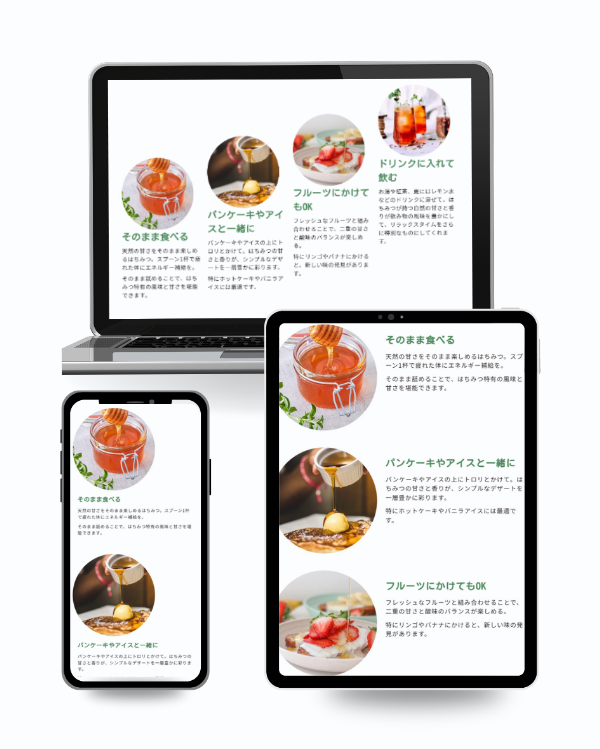 ドリンクに入れて
飲む
お湯や紅茶、夏にはレモン水
などのドリンクに混ぜて。は
ちみつが持つ自然の甘さと香
りが飲み物の風味を豊かにし
て、リラックスタイムをさら
に特別なものにしてくれま
す。
フルーツにかけて
もOK
フレッシュなフルーツと組み
合わせることで、二重の甘さ
と酸味のバランスが楽しめ
る。
特にリンゴやバナナにかける
と、新しい味の発見がありま
す。
パンケーキやアイ
スと一緒に
パンケーキやアイスの上にト
ロリとかけて。はちみつの甘
さと香りが、シンプルなデザ
ートを一層豊かに彩ります。
特にホットケーキやバニラア
イスには最適です。
そのまま食べる
天然の甘さをそのまま楽しめ
るはちみつ。スプーン1杯で疲
れた体にエネルギー補給を。
そのまま舐めることで、はち
みつ特有の風味と甘さを堪能
できます。
そのまま食べる
天然の甘さをそのまま楽しめるはちみつ。スプ
ーン1杯で疲れた体にエネルギー補給を。
そのまま舐めることで、はちみつ特有の風味と
甘さを堪能できます。
パンケーキやアイスと一緒に
パンケーキやアイスの上にトロリとかけて。は
ちみつの甘さと香りが、シンプルなデザートを
一層豊かに彩ります。
特にホットケーキやバニラアイスには最適で
す。
フルーツにかけてもOK
フレッシュなフルーツと組み合わせることで、
二重の甘さと酸味のバランスが楽しめる。
特にリンゴやバナナにかけると、新しい味の発
見があります。
そのまま食べる
天然の甘さをそのまま楽しめるはちみつ。スプーン1杯
で疲れた体にエネルギー補給を。
そのまま舐めることで、はちみつ特有の風味と甘さを堪
能できます。
パンケーキやアイスと一緒に
パンケーキやアイスの上にトロリとかけて。はちみつの
甘さと香りが、シンプルなデザートを一層豊かに彩りま
す。